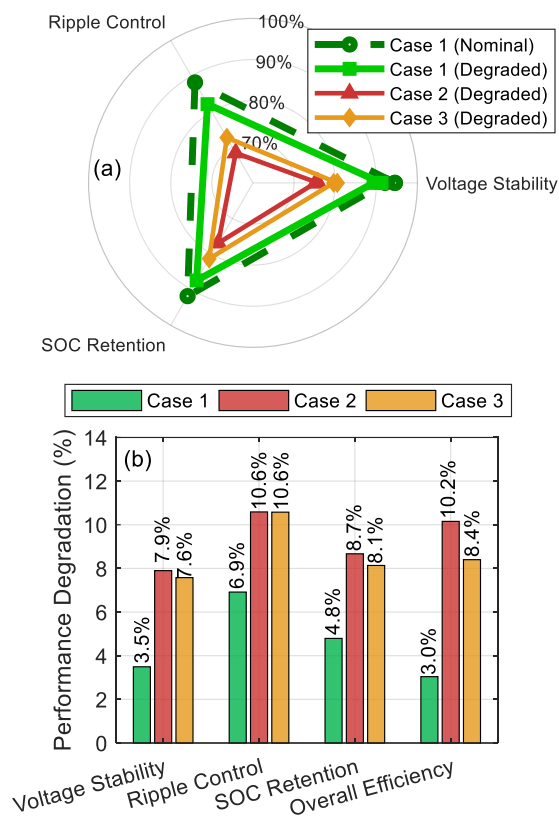 Ripple Control
100%
90%
80%
70%
Case 1 (Nominal)
Case 1 (Degraded)
Case 2 (Degraded)
Case 3 (Degraded)
(a)
Voltage Stability
SOC Retention
Case 1
Case 2
Case 3
(b)
Performance Degradation (%)
14
12
10
8
6
4
2
0
3.5%
7.9%
7.6%
6.9%
10.6%
10.6%
4.8%
8.7%
8.1%
3.0%
10.2%
8.4%
Voltage Stability
Ripple Control
SOC Retention
Overall Efficiency